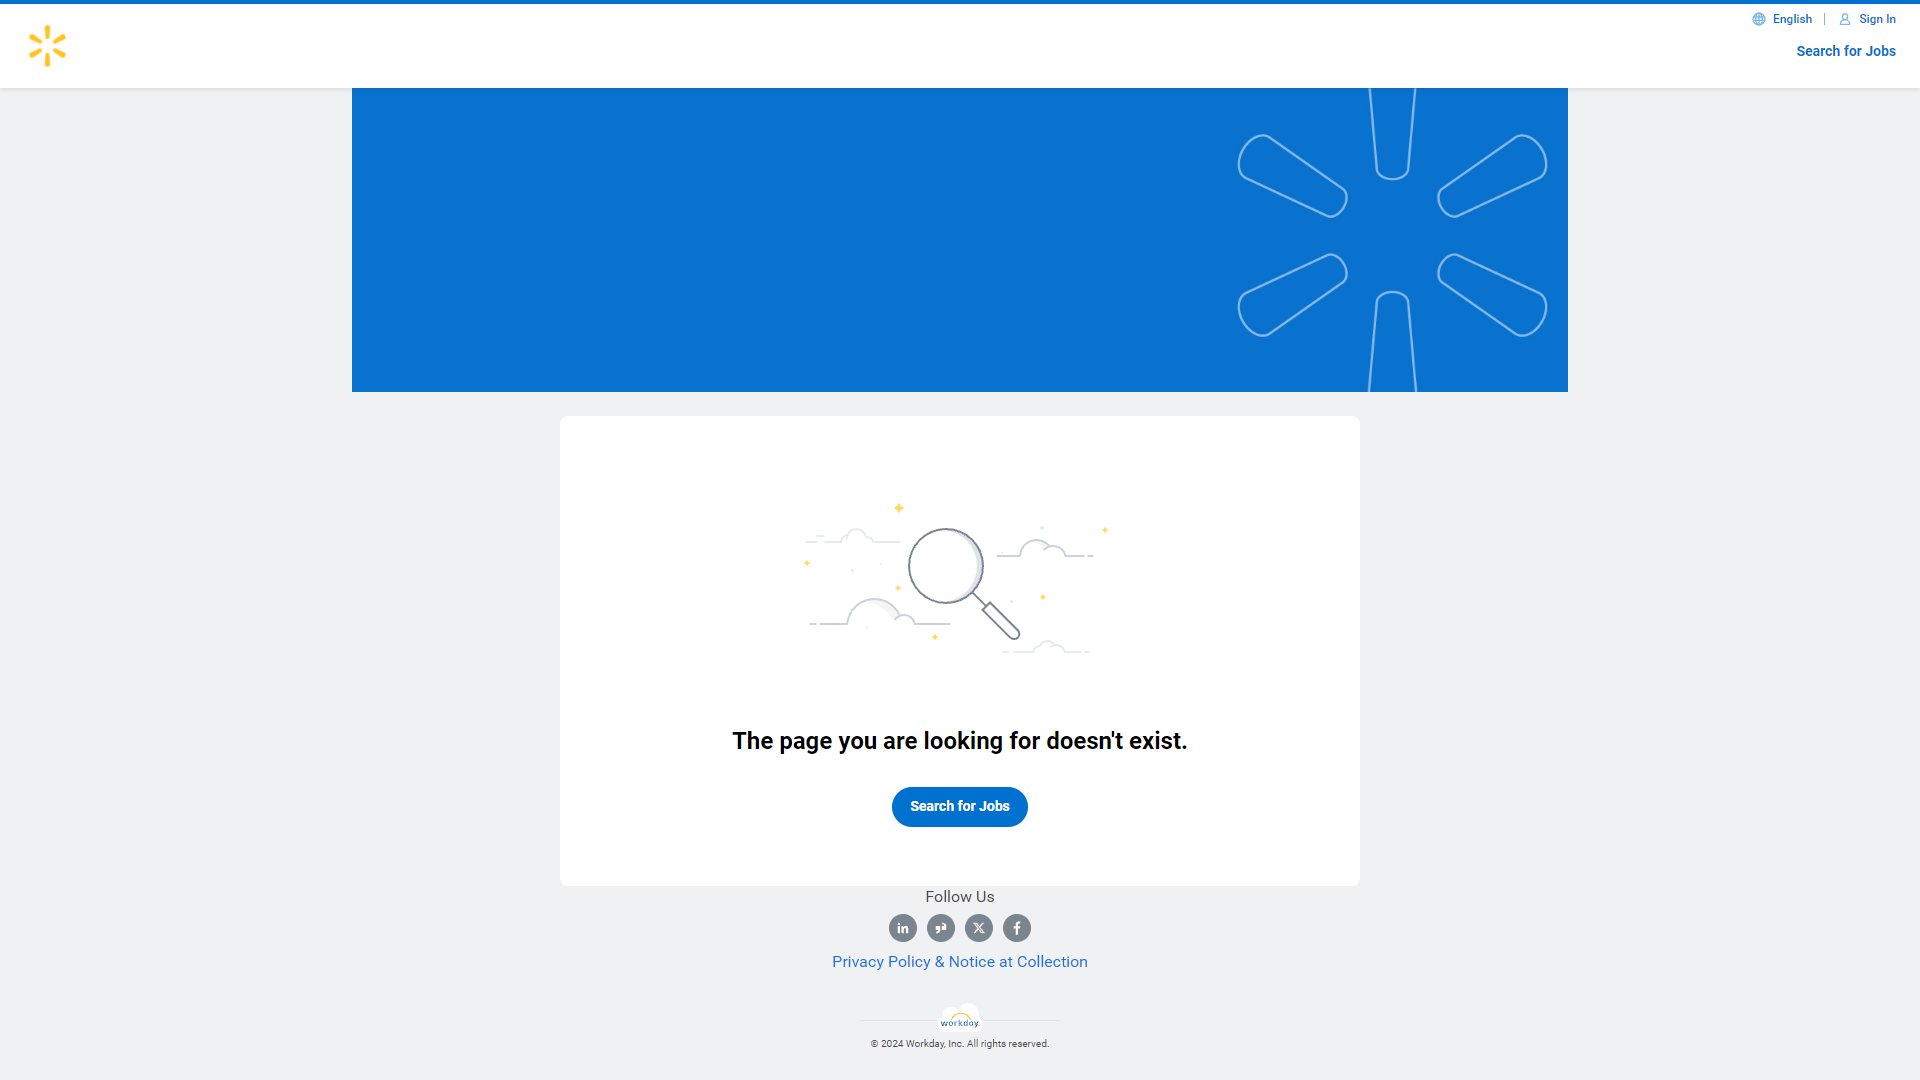 English
Sign In
Search for Jobs
The page you are looking for doesn't exist.
Search for Jobs
Follow Us
Privacy Policy & Notice at Collection
workday.
© 2024 Workday, Inc. All rights reserved.